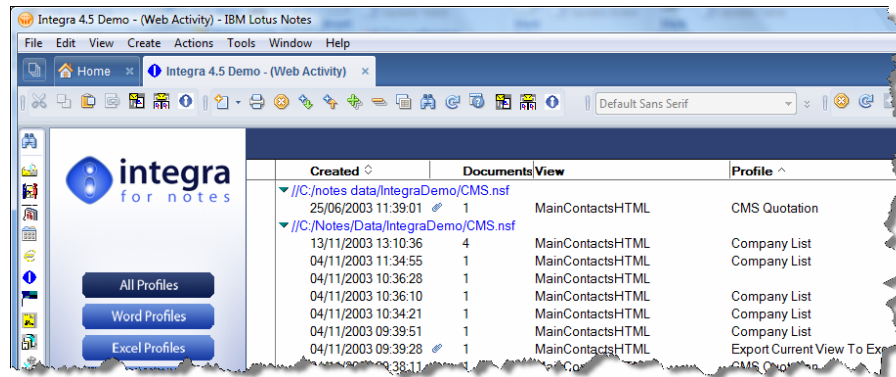 Integra 4.5 Demo - (Web Activity) - IBM Lotus Notes
File Edit View Create Actions Tools Window Help
Home × Integra 4.5 Demo - (Web Activity) ×
Default Sans Serif
integra
for notes
All Profiles
Word Profiles
Excel Profiles
Created Documents View Profile
//C:/notes data/IntegraDemo/CMS.nsf
25/06/2003 11:39:01 1 MainContactsHTML CMS Quotation
//C:/Notes/Data/IntegraDemo/CMS.nsf
13/11/2003 13:10:36 4 MainContactsHTML Company List
04/11/2003 11:34:55 1 MainContactsHTML Company List
04/11/2003 10:36:28 1 MainContactsHTML
04/11/2003 10:36:10 1 MainContactsHTML Company List
04/11/2003 10:34:21 1 MainContactsHTML Company List
04/11/2003 09:39:51 1 MainContactsHTML Company List
04/11/2003 09:39:28 1 MainContactsHTML Export Current View To